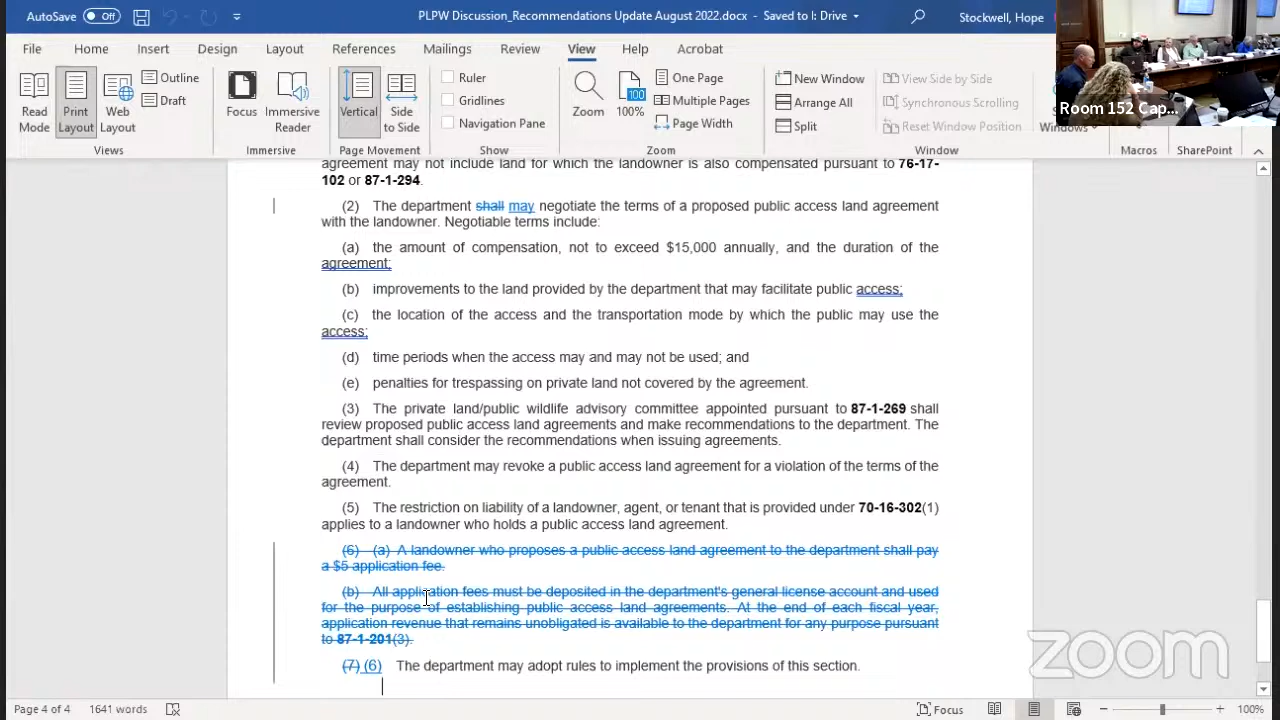 AutoSave Off PLPW Discussion_Recommendations Update August 2022.docx - Saved to I: Drive Stockwell, Hope
File Home Insert Design Layout References Mailings Review View Help Acrobat
Read Mode
Print Layout
Web Layout
Outline
Draft
Views
Focus
Immersive Reader
Immersive
Vertical
Side to Side
Page Movement
Ruler
Gridlines
Navigation Pane
Show
Zoom
100
100%
One Page
Multiple Pages
Page Width
Zoom
New Window
Arrange All
Split
View Side by Side
Synchronous Scrolling
Reset Window Position
Windows
Window
Macros
SharePoint
Room 152 Cap...
agreement may not include land for which the landowner is also compensated pursuant to 76-17-
102 or 87-1-294.
(2) The department shall may negotiate the terms of a proposed public access land agreement
with the landowner. Negotiable terms include:
(a) the amount of compensation, not to exceed $15,000 annually, and the duration of the
agreement;
(b) improvements to the land provided by the department that may facilitate public access;
(c) the location of the access and the transportation mode by which the public may use the
access;
(d) time periods when the access may and may not be used; and
(e) penalties for trespassing on private land not covered by the agreement.
(3) The private land/public wildlife advisory committee appointed pursuant to 87-1-269 shall
review proposed public access land agreements and make recommendations to the department. The
department shall consider the recommendations when issuing agreements.
(4) The department may revoke a public access land agreement for a violation of the terms of the
agreement.
(5) The restriction on liability of a landowner, agent, or tenant that is provided under 70-16-302(1)
applies to a landowner who holds a public access land agreement.
(6) (a) A landowner who proposes a public access land agreement to the department shall pay
a $5 application fee.
(b) All application fees must be deposited in the department's general license account and used
for the purpose of establishing public access land agreements. At the end of each fiscal year,
application revenue that remains unobligated is available to the department for any purpose pursuant
to 87-1-201(3).
(7) (6) The department may adopt rules to implement the provisions of this section.
zoom
Page 4 of 4 1641 words Focus 100%